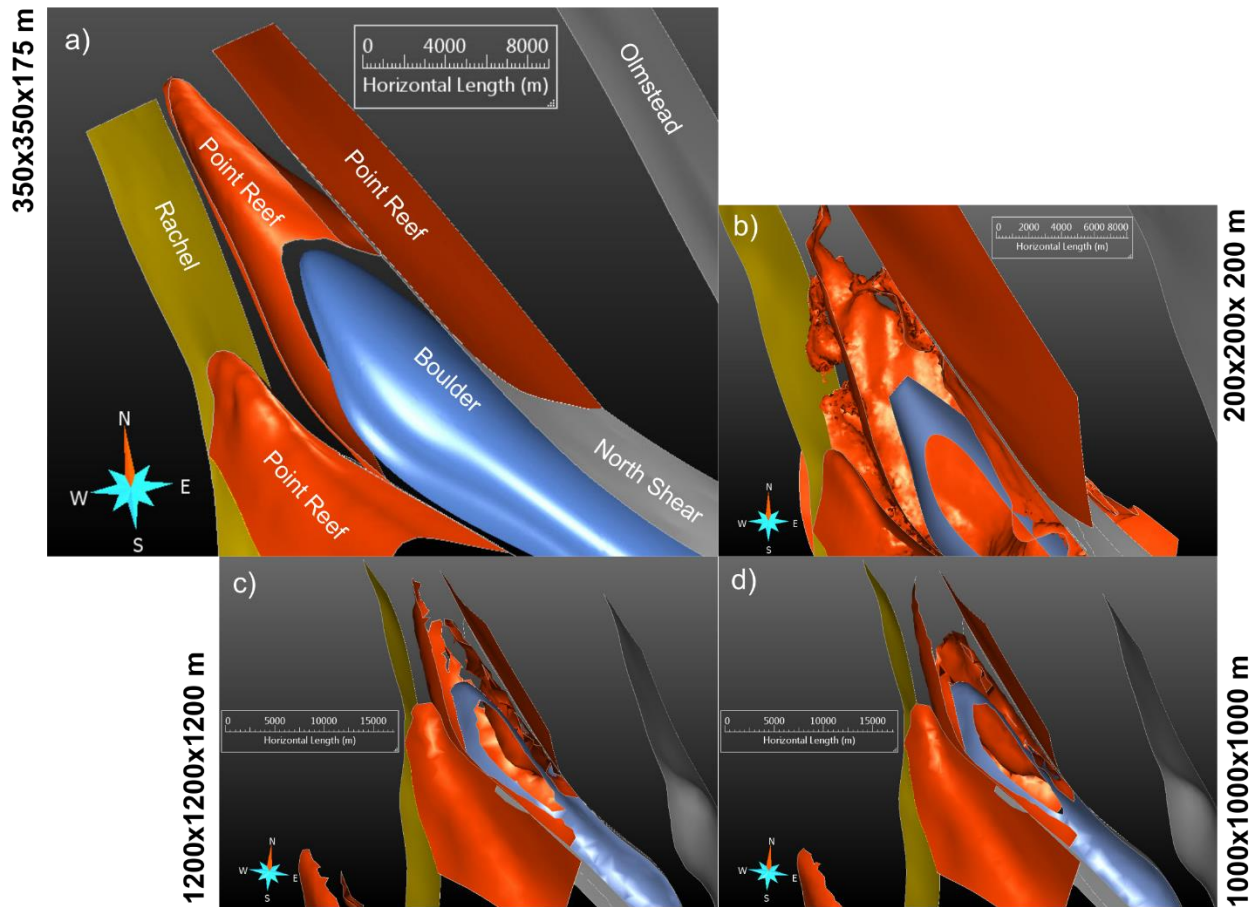 a)
0 4000 8000
Horizontal Length (m)
Olmstead
Point Reef
Point Reef
Rachel
Boulder
North Shear
Point Reef
N
W E
S
350x350x175 m
b)
0 2000 4000 6000 8000
Horizontal Length (m)
N
W E
S
200x200x 200 m
c)
0 5000 10000 15000
Horizontal Length (m)
N
W E
S
1200x1200x1200 m
d)
0 5000 10000 15000
Horizontal Length (m)
N
W E
S
1000x1000x1000 m